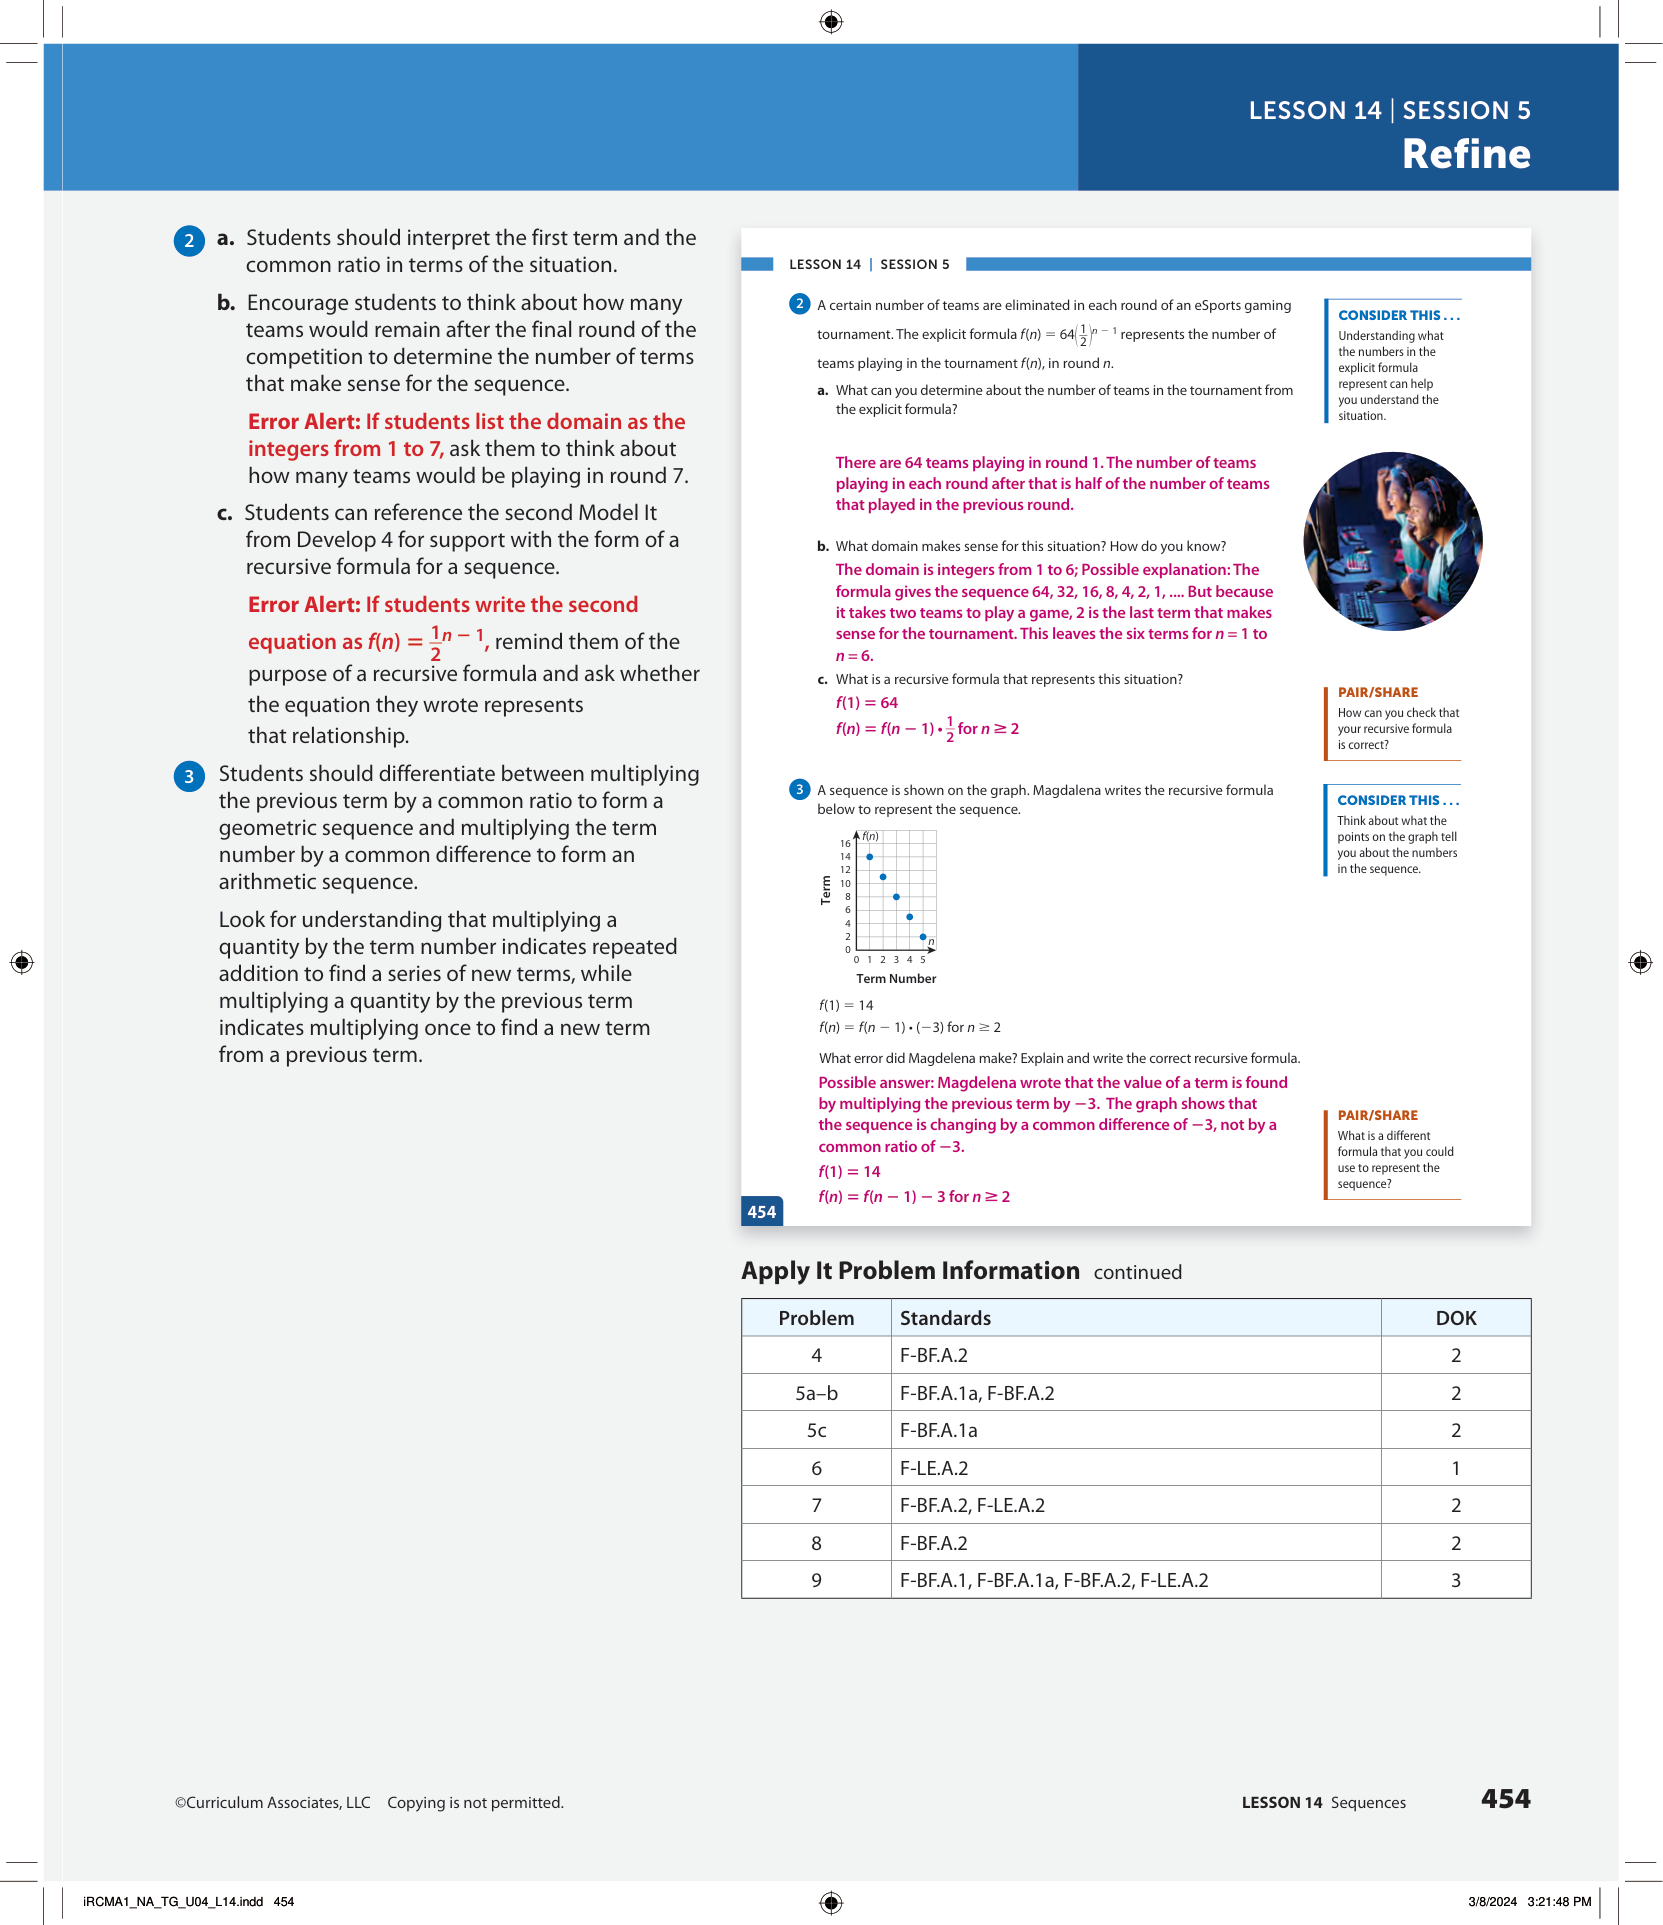 LESSON 14 | SESSION 5
Refine
2 a. Students should interpret the first term and the
common ratio in terms of the situation.
b. Encourage students to think about how many
teams would remain after the final round of the
competition to determine the number of terms
that make sense for the sequence.
Error Alert: If students list the domain as the
integers from 1 to 7, ask them to think about
how many teams would be playing in round 7.
c. Students can reference the second Model It
from Develop 4 for support with the form of a
recursive formula for a sequence.
Error Alert: If students write the second
equation as f(n) = 1/2 n − 1, remind them of the
purpose of a recursive formula and ask whether
the equation they wrote represents
that relationship.
3 Students should differentiate between multiplying
the previous term by a common ratio to form a
geometric sequence and multiplying the term
number by a common difference to form an
arithmetic sequence.
Look for understanding that multiplying a
quantity by the term number indicates repeated
addition to find a series of new terms, while
multiplying a quantity by the previous term
indicates multiplying once to find a new term
from a previous term.
LESSON 14 | SESSION 5
2 A certain number of teams are eliminated in each round of an eSports gaming
tournament. The explicit formula f(n) = 64(1/2)^n − 1 represents the number of
teams playing in the tournament f(n), in round n.
a. What can you determine about the number of teams in the tournament from
the explicit formula?
There are 64 teams playing in round 1. The number of teams
playing in each round after that is half of the number of teams
that played in the previous round.
b. What domain makes sense for this situation? How do you know?
The domain is integers from 1 to 6; Possible explanation: The
formula gives the sequence 64, 32, 16, 8, 4, 2, 1, .... But because
it takes two teams to play a game, 2 is the last term that makes
sense for the tournament. This leaves the six terms for n = 1 to
n = 6.
c. What is a recursive formula that represents this situation?
f(1) = 64
f(n) = f(n − 1) • 1/2 for n ≥ 2
CONSIDER THIS . . .
Understanding what
the numbers in the
explicit formula
represent can help
you understand the
situation.
PAIR/SHARE
How can you check that
your recursive formula
is correct?
3 A sequence is shown on the graph. Magdalena writes the recursive formula
below to represent the sequence.
f(n)
16
14
12
10
8
6
4
2
0
Term
n
0 1 2 3 4 5
Term Number
f(1) = 14
f(n) = f(n − 1) • (−3) for n ≥ 2
What error did Magdelena make? Explain and write the correct recursive formula.
Possible answer: Magdelena wrote that the value of a term is found
by multiplying the previous term by −3. The graph shows that
the sequence is changing by a common difference of −3, not by a
common ratio of −3.
f(1) = 14
f(n) = f(n − 1) − 3 for n ≥ 2
CONSIDER THIS . . .
Think about what the
points on the graph tell
you about the numbers
in the sequence.
PAIR/SHARE
What is a different
formula that you could
use to represent the
sequence?
454
Apply It Problem Information continued
Problem Standards DOK
4 F-BF.A.2 2
5a–b F-BF.A.1a, F-BF.A.2 2
5c F-BF.A.1a 2
6 F-LE.A.2 1
7 F-BF.A.2, F-LE.A.2 2
8 F-BF.A.2 2
9 F-BF.A.1, F-BF.A.1a, F-BF.A.2, F-LE.A.2 3
©Curriculum Associates, LLC Copying is not permitted.
LESSON 14 Sequences 454
iRCMA1_NA_TG_U04_L14.indd 454
3/8/2024 3:21:48 PM